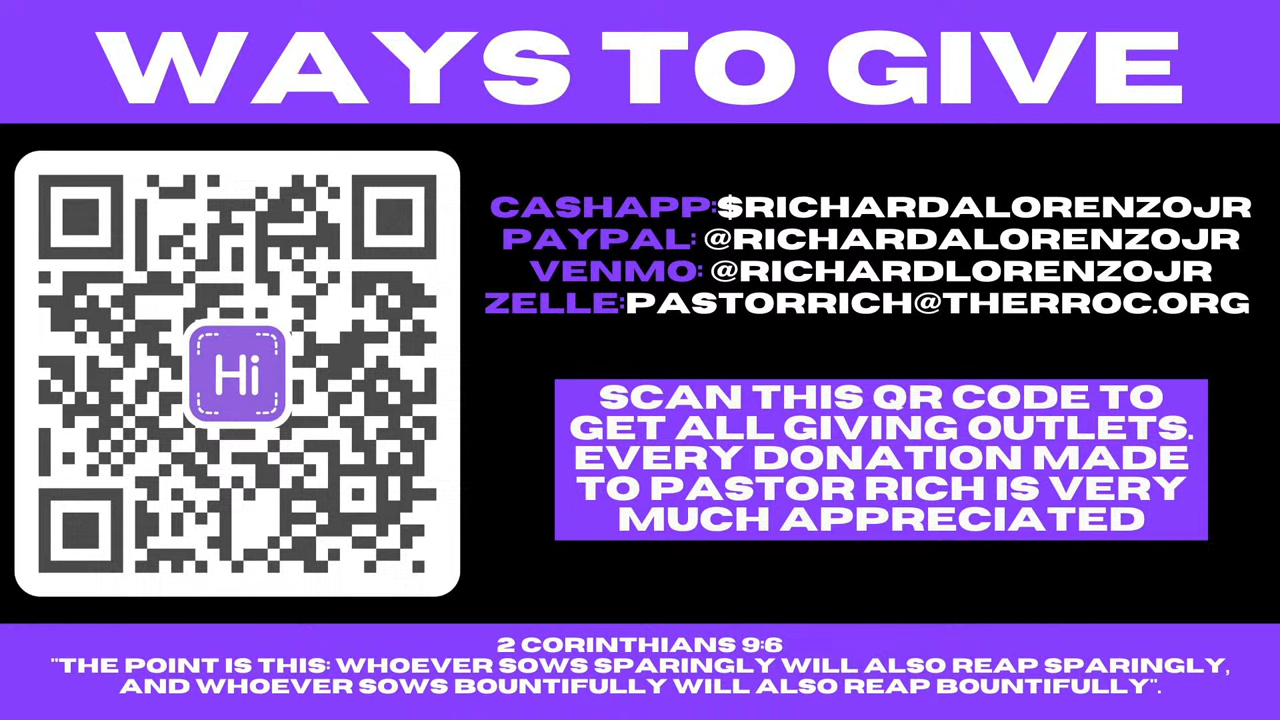 WAYS TO GIVE
CASHAPP:$RICHARDALORENZOJR
PAYPAL: @RICHARDALORENZOJR
VENMO: @RICHARDLORENZOJR
ZELLE:PASTORRICH@THERROC.ORG
Hi
SCAN THIS QR CODE TO
GET ALL GIVING OUTLETS.
EVERY DONATION MADE
TO PASTOR RICH IS VERY
MUCH APPRECIATED
2 CORINTHIANS 9:6
"THE POINT IS THIS: WHOEVER SOWS SPARINGLY WILL ALSO REAP SPARINGLY,
AND WHOEVER SOWS BOUNTIFULLY WILL ALSO REAP BOUNTIFULLY".